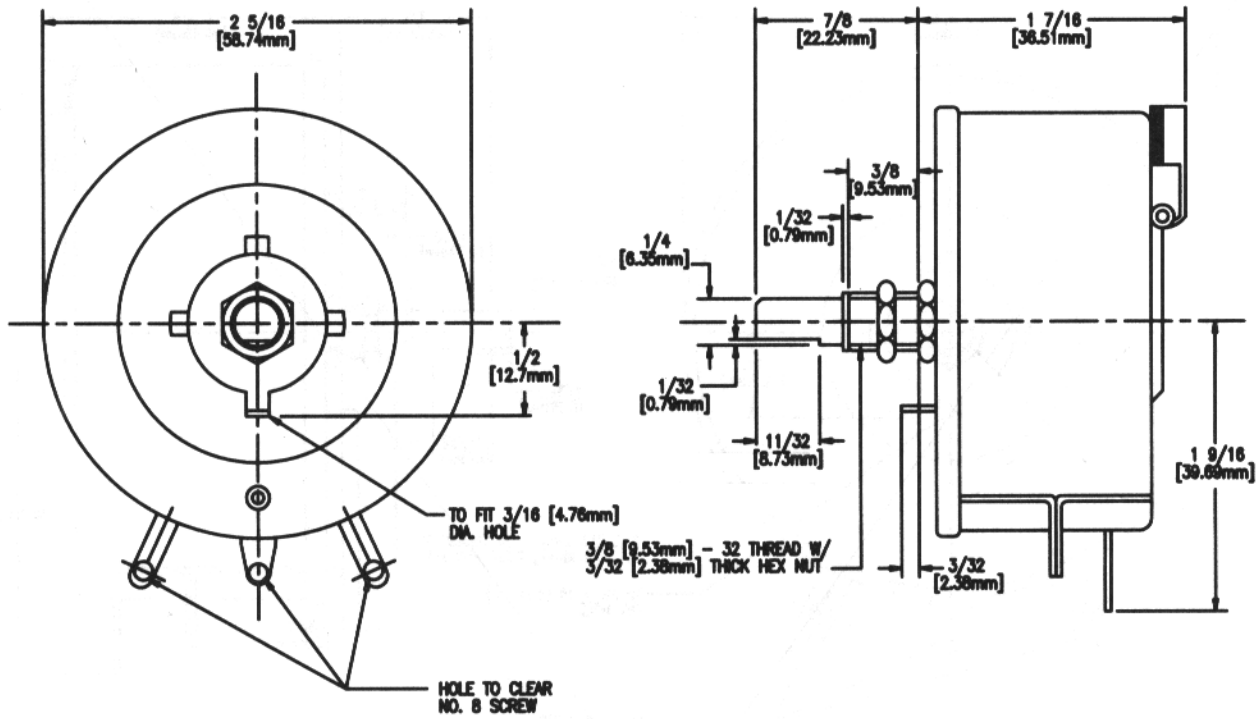 2 5/16
[58.74mm]
7/8
[22.23mm]
1 7/16
[36.51mm]
3/8
[9.53mm]
1/32
[0.79mm]
1/4
[6.35mm]
1/2
[12.7mm]
1/32
[0.79mm]
11/32
[8.73mm]
1 9/16
[39.69mm]
TO FIT 3/16 [4.76mm]
DIA. HOLE
3/8 [9.53mm] - 32 THREAD W/
3/32 [2.38mm] THICK HEX NUT
3/32
[2.38mm]
HOLE TO CLEAR
NO. 8 SCREW